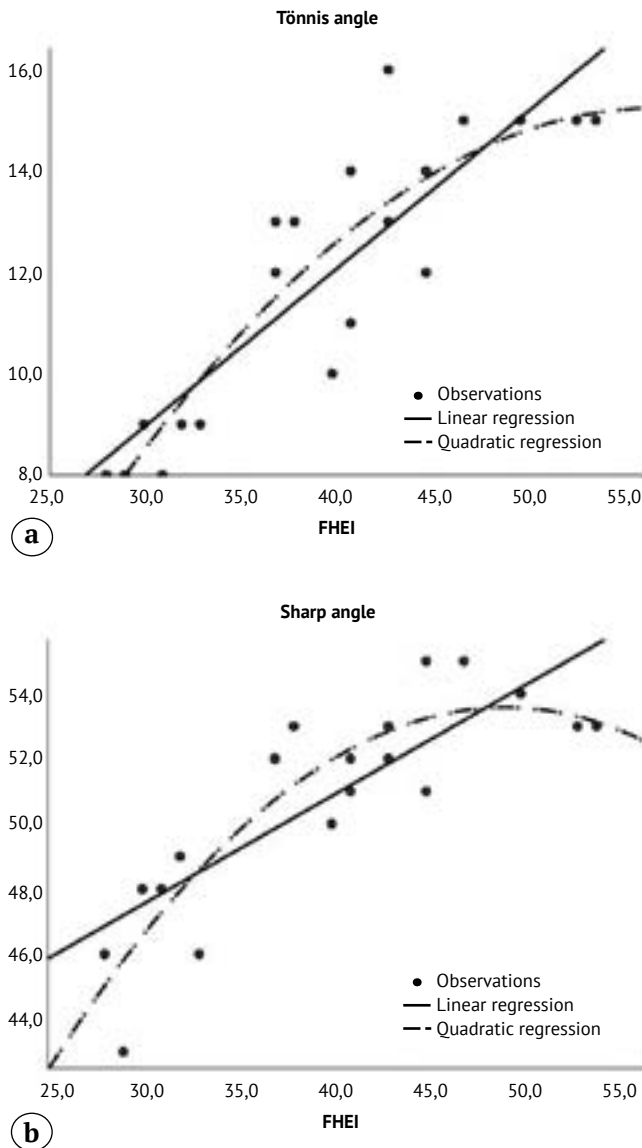 Tönnis angle
16,0
14,0
12,0
10,0
8,0
Observations
Linear regression
Quadratic regression
25,0 30,0 35,0 40,0 45,0 50,0 55,0
FHEI
a
Sharp angle
54,0
52,0
50,0
48,0
46,0
44,0
Observations
Linear regression
Quadratic regression
25,0 30,0 35,0 40,0 45,0 50,0 55,0
FHEI
b